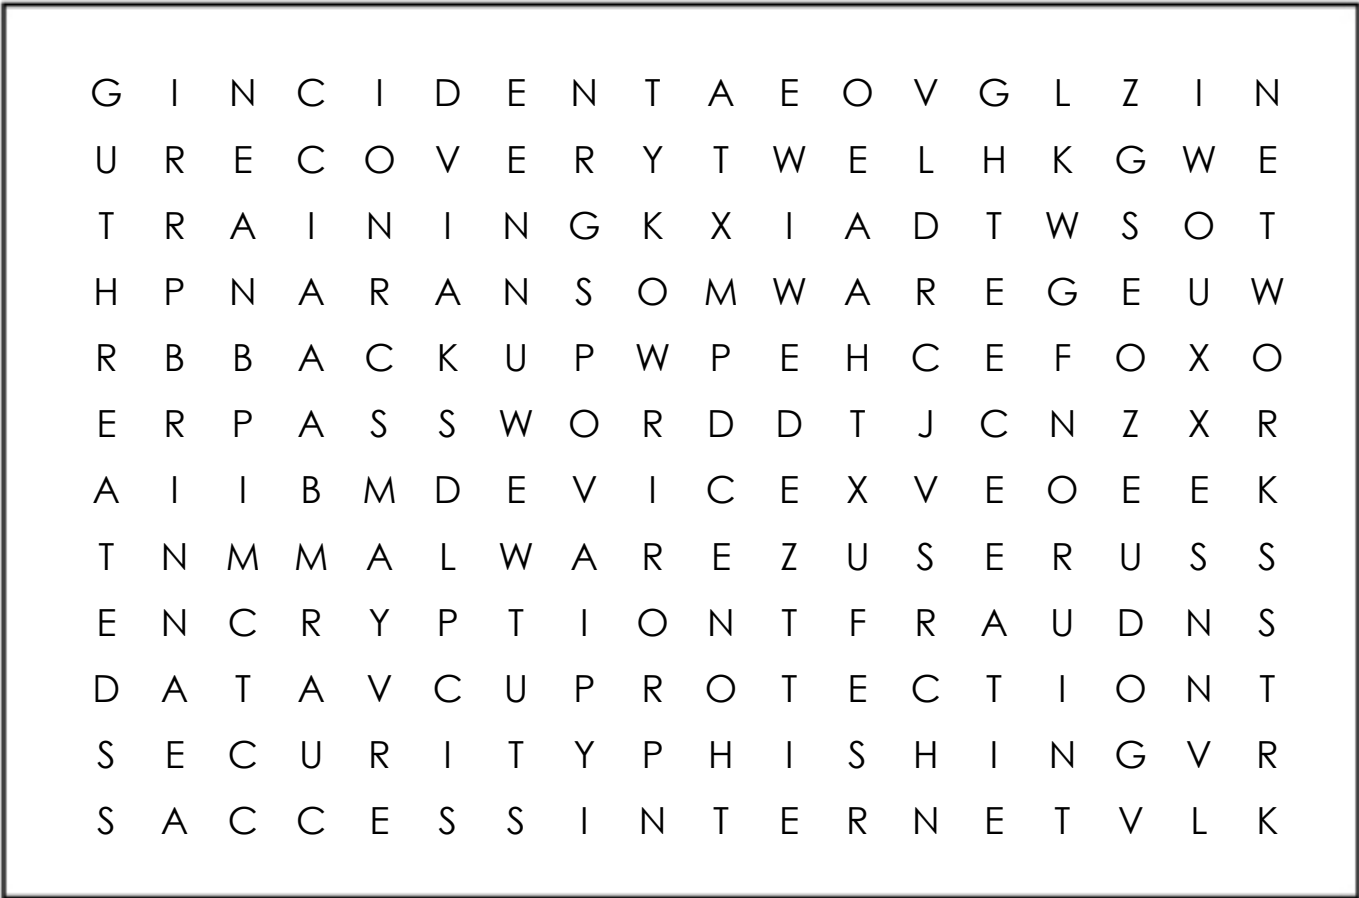 G I N C I D E N T A E O V G L Z I N
U R E C O V E R Y T W E L H K G W E
T R A I N I N G K X I A D T W S O T
H P N A R A N S O M W A R E G E U W
R B B A C K U P W P E H C E F O X O
E R P A S S W O R D D T J C N Z X R
A I I B M D E V I C E X V E O E E K
T N M M A L W A R E Z U S E R U S S
E N C R Y P T I O N T F R A U D N S
D A T A V C U P R O T E C T I O N T
S E C U R I T Y P H I S H I N G V R
S A C C E S S I N T E R N E T V L K